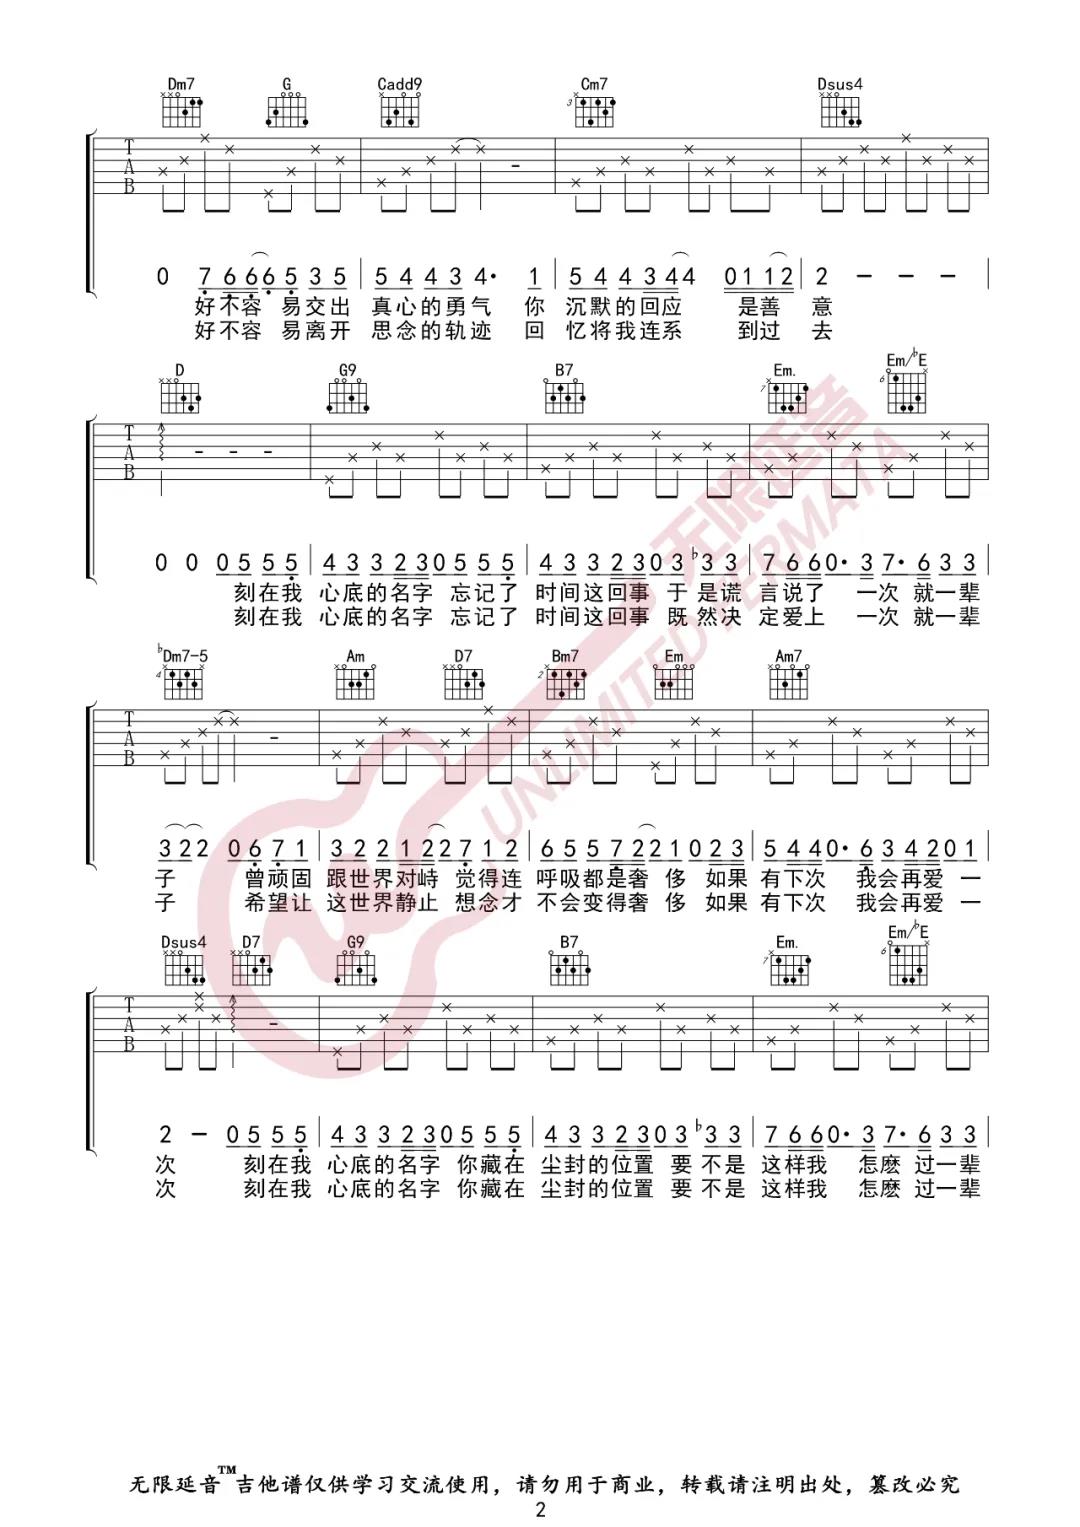 Dm7 G Cadd9 Cm7 Dsus4
3
T
A
B
0 7 6 6 6 5 3 5 | 5 4 4 3 4· 1 | 5 4 4 3 4 4 0 1 1 2 | 2 — — — |
好不容 易交出 真心的勇气 你 沉默的回应 是善 意
好不容 易离开 思念的轨迹 回 忆将我连系 到过 去
D G9 B7 Em. Em/♭E
7 6
T
A
B
0 0 0 5 5 5 | 4 3 3 2 3 0 5 5 5 | 4 3 3 2 3 0 3 ♭3 3 | 7 6 6 0· 3 7· 6 3 3 |
刻在我 心底的名字 忘记了 时间这回事 于 是谎 言说了 一次 就一辈
刻在我 心底的名字 忘记了 时间这回事 既 然决 定爱上 一次 就一辈
♭Dm7-5 Am D7 Bm7 Em Am7
4 2
T
A
B
3 2 2 0 6 7 1 | 3 2 2 1 2 2 7 1 2 | 6 5 5 7 2 2 1 0 2 3 | 5 4 4 0· 6 3 4 2 0 1 |
子 曾顽固 跟世界对峙 觉得连 呼吸都是奢 侈 如果 有下次 我会再爱 一
子 希望让 这世界静止 想念才 不会变得奢 侈 如果 有下次 我会再爱 一
Dsus4 D7 G9 B7 Em. Em/♭E
7 6
T
A
B
2 — 0 5 5 5 | 4 3 3 2 3 0 5 5 5 | 4 3 3 2 3 0 3 ♭3 3 | 7 6 6 0· 3 7· 6 3 3 |
次 刻在我 心底的名字 你藏在 尘封的位置 要 不是 这样我 怎麽 过一辈
次 刻在我 心底的名字 你藏在 尘封的位置 要 不是 这样我 怎麽 过一辈
无限延音
UNLIMITED FERMATA
无限延音™吉他谱仅供学习交流使用，请勿用于商业，转载请注明出处，篡改必究
2